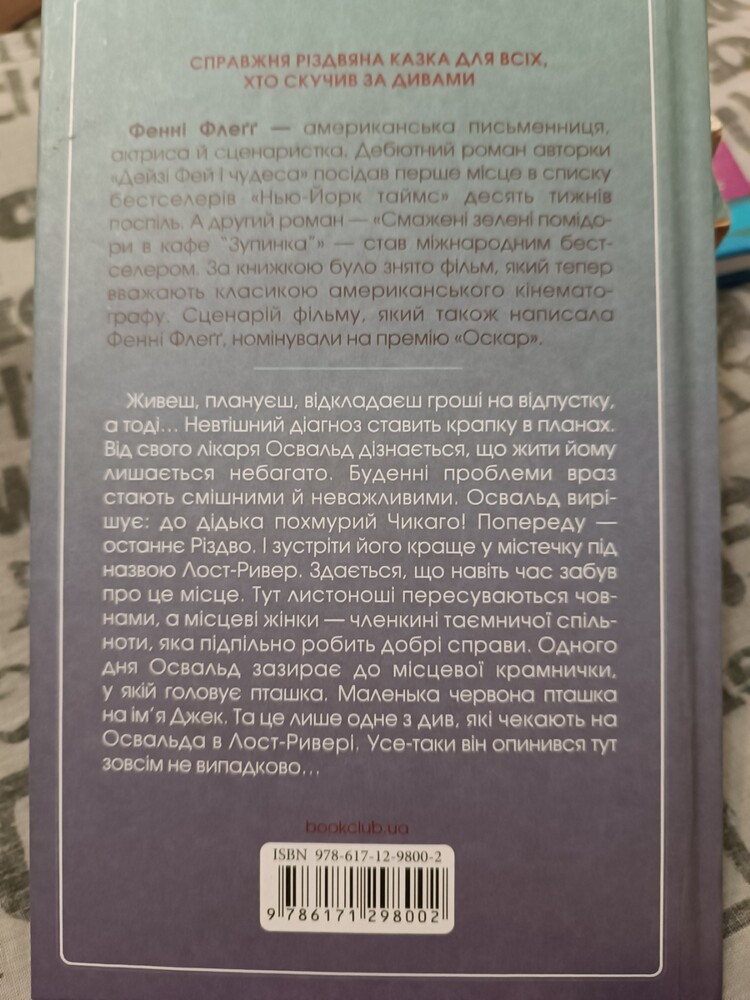 СПРАВЖНЯ РІЗДВЯНА КАЗКА ДЛЯ ВСІХ,
ХТО СКУЧИВ ЗА ДИВАМИ
Фенні Флеґґ — американська письменниця,
актриса й сценаристка. Дебютний роман авторки
«Дейзі Фей і чудеса» посідав перше місце в списку
бестселерів «Нью-Йорк таймс» десять тижнів
поспіль. А другий роман — «Смажені зелені помідо-
ри в кафе "Зупинка"» — став міжнародним бест-
селером. За книжкою було знято фільм, який тепер
вважають класикою американського кінемато-
графу. Сценарій фільму, який також написала
Фенні Флеґґ, номінували на премію «Оскар».
Живеш, плануєш, відкладаєш гроші на відпустку,
а тоді... Невтішний діагноз ставить крапку в планах.
Від свого лікаря Освальд дізнається, що жити йому
лишається небагато. Буденні проблеми враз
стають смішними й неважливими. Освальд вирі-
шує: до дідька похмурий Чикаго! Попереду —
останнє Різдво. І зустріти його краще у містечку під
назвою Лост-Ривер. Здається, що навіть час забув
про це місце. Тут листоноші пересуваються чов-
нами, а місцеві жінки — членкині таємничої спіль-
ноти, яка підпільно робить добрі справи. Одного
дня Освальд зазирає до місцевої крамнички,
у якій головує пташка. Маленька червона пташка
на ім'я Джек. Та це лише одне з див, які чекають на
Освальда в Лост-Ривері. Усе-таки він опинився тут
зовсім не випадково...
bookclub.ua
ISBN 978-617-12-9800-2
9 786171 298002